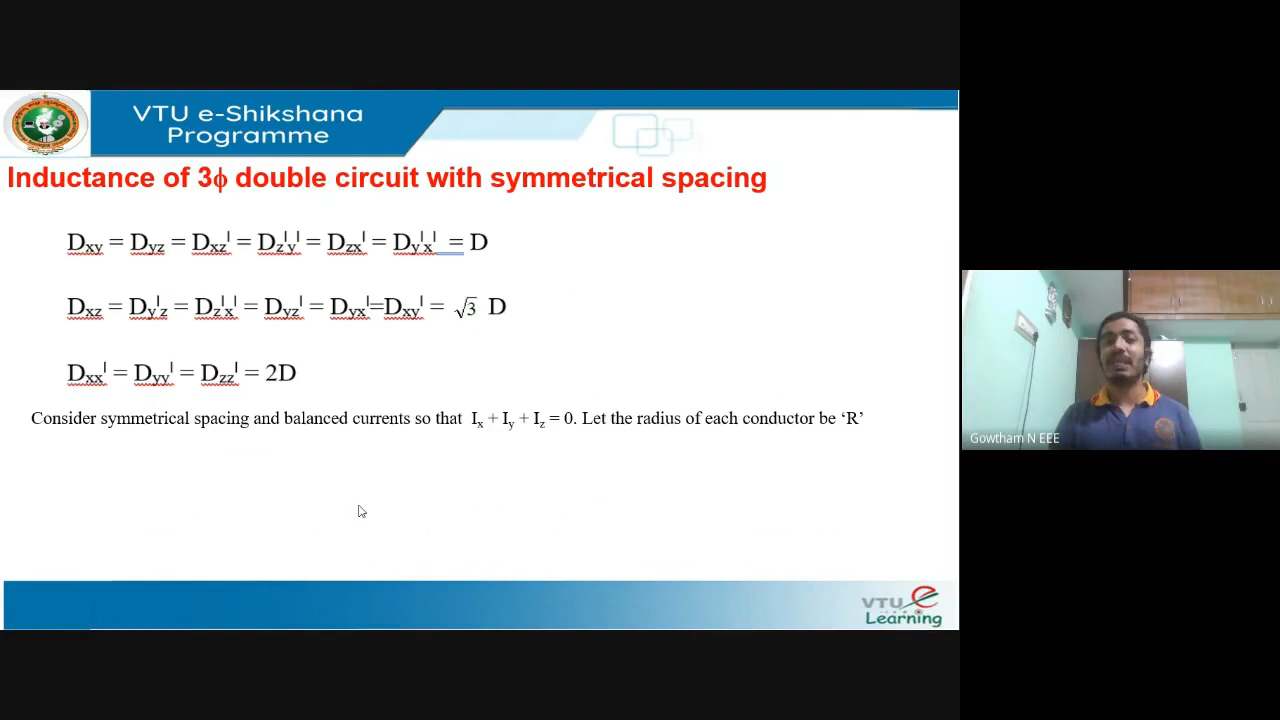 VTU e-Shikshana
Programme
Inductance of 3ϕ double circuit with symmetrical spacing
Dxy = Dyz = Dxz' = Dz'y' = Dzx' = Dy'x' = D
Dxz = Dy'z = Dz'x' = Dyz' = Dyx'=Dxy' = √3 D
Dxx' = Dyy' = Dzz' = 2D
Consider symmetrical spacing and balanced currents so that Ix + Iy + Iz = 0. Let the radius of each conductor be ‘R’
Gowtham N EEE
VTU e
Learning